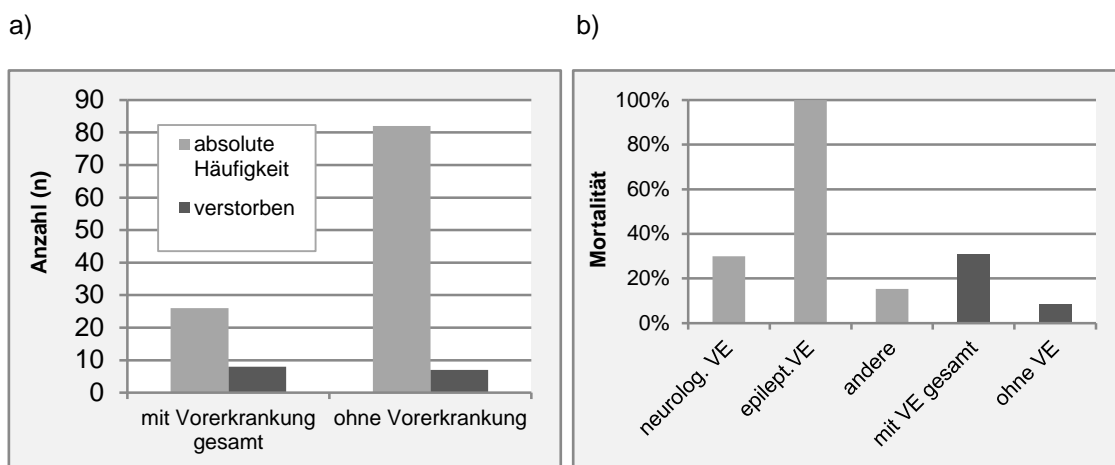 a)
90
80
70
60
50
40
30
20
10
0
Anzahl (n)
absolute
Häufigkeit
verstorben
mit Vorerkrankung
gesamt
ohne Vorerkrankung
b)
100%
80%
60%
40%
20%
0%
Mortalität
neurolog. VE
epilept.VE
andere
mit VE gesamt
ohne VE